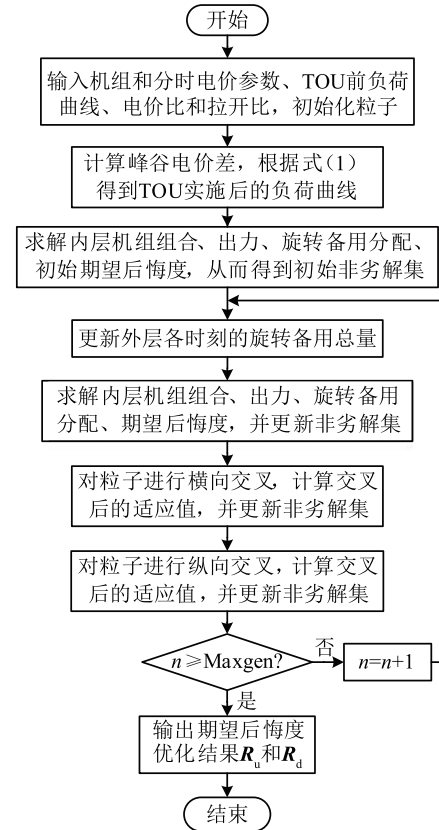 开始
输入机组和分时电价参数、TOU前负荷
曲线、电价比和拉开比，初始化粒子
计算峰谷电价差，根据式(1)
得到TOU实施后的负荷曲线
求解内层机组组合、出力、旋转备用分配、
初始期望后悔度，从而得到初始非劣解集
更新外层各时刻的旋转备用总量
求解内层机组组合、出力、旋转备用
分配、期望后悔度，并更新非劣解集
对粒子进行横向交叉，计算交叉
后的适应值，并更新非劣解集
对粒子进行纵向交叉，计算交叉
后的适应值，并更新非劣解集
n≥Maxgen?
否
n=n+1
是
输出期望后悔度
优化结果Ru和Rd
结束